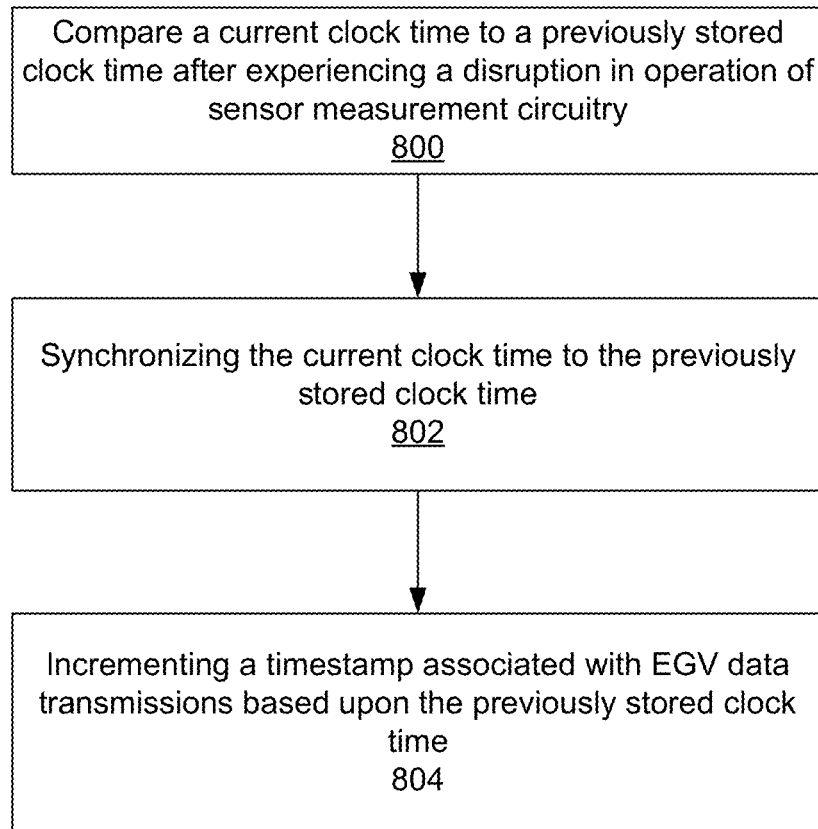 Compare a current clock time to a previously stored
clock time after experiencing a disruption in operation of
sensor measurement circuitry
800
Synchronizing the current clock time to the previously
stored clock time
802
Incrementing a timestamp associated with EGV data
transmissions based upon the previously stored clock
time
804